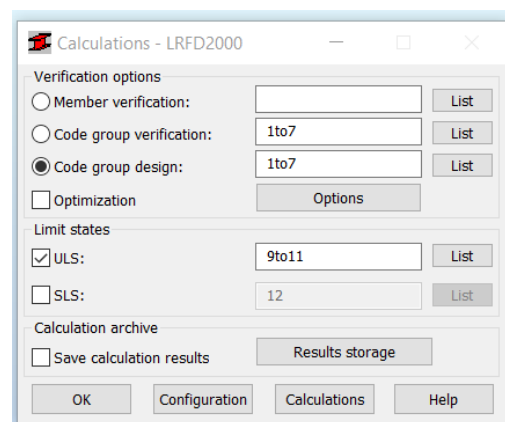 Calculations - LRFD2000
Verification options
Member verification: List
Code group verification: 1to7 List
Code group design: 1to7 List
Optimization Options
Limit states
ULS: 9to11 List
SLS: 12 List
Calculation archive
Save calculation results Results storage
OK Configuration Calculations Help